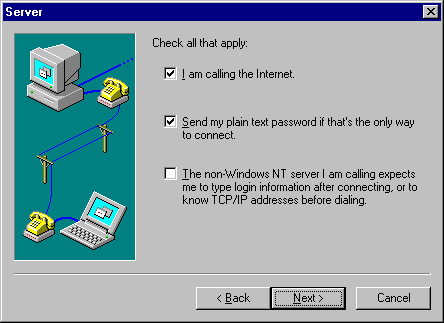 Server
Check all that apply:
I am calling the Internet.
Send my plain text password if that's the only way
to connect.
The non-Windows NT server I am calling expects
me to type login information after connecting, or to
know TCP/IP addresses before dialing.
< Back
Next >
Cancel